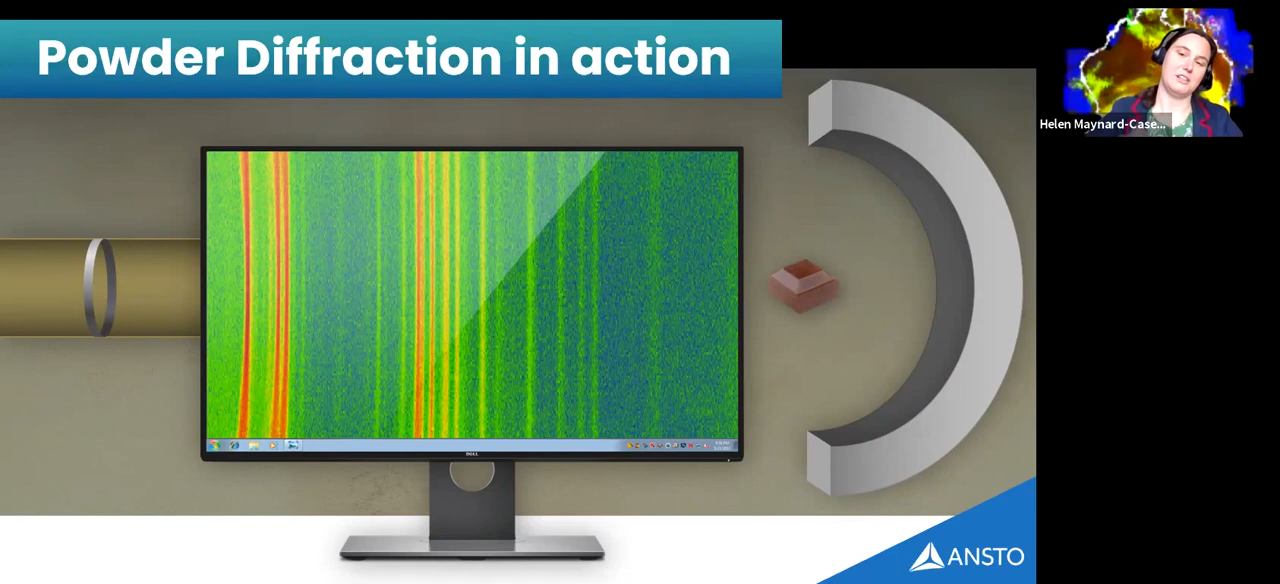 Powder Diffraction in action
Helen Maynard-Case...
DELL
ANSTO